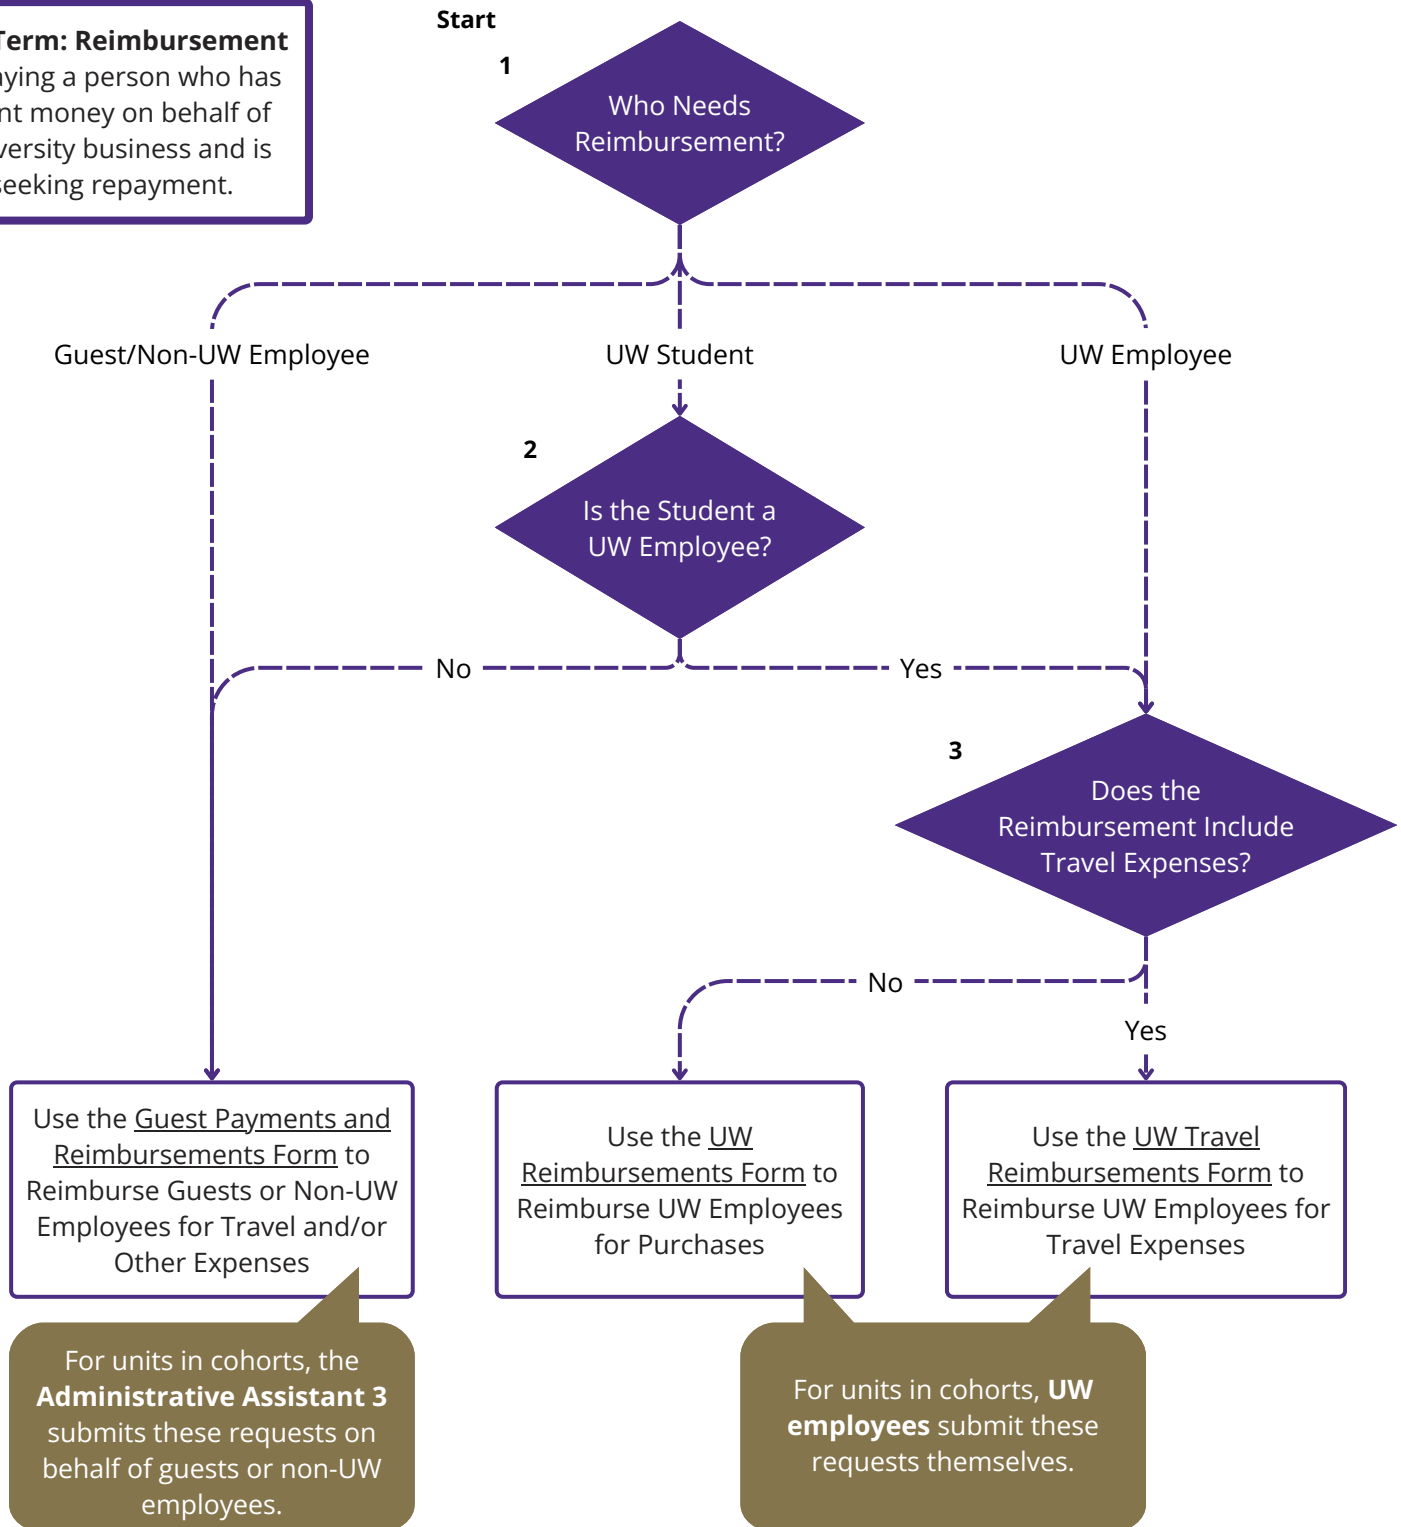 Term: Reimbursement
a person who has
money on behalf of
business and is
seeking repayment.
Start
1
Who Needs
Reimbursement?
Guest/Non-UW Employee
UW Student
UW Employee
2
Is the Student a
UW Employee?
No
Yes
3
Does the
Reimbursement Include
Travel Expenses?
No
Yes
Use the Guest Payments and
Reimbursements Form to
Reimburse Guests or Non-UW
Employees for Travel and/or
Other Expenses
Use the UW
Reimbursements Form to
Reimburse UW Employees
for Purchases
Use the UW Travel
Reimbursements Form to
Reimburse UW Employees for
Travel Expenses
For units in cohorts, the
Administrative Assistant 3
submits these requests on
behalf of guests or non-UW
employees.
For units in cohorts, UW
employees submit these
requests themselves.